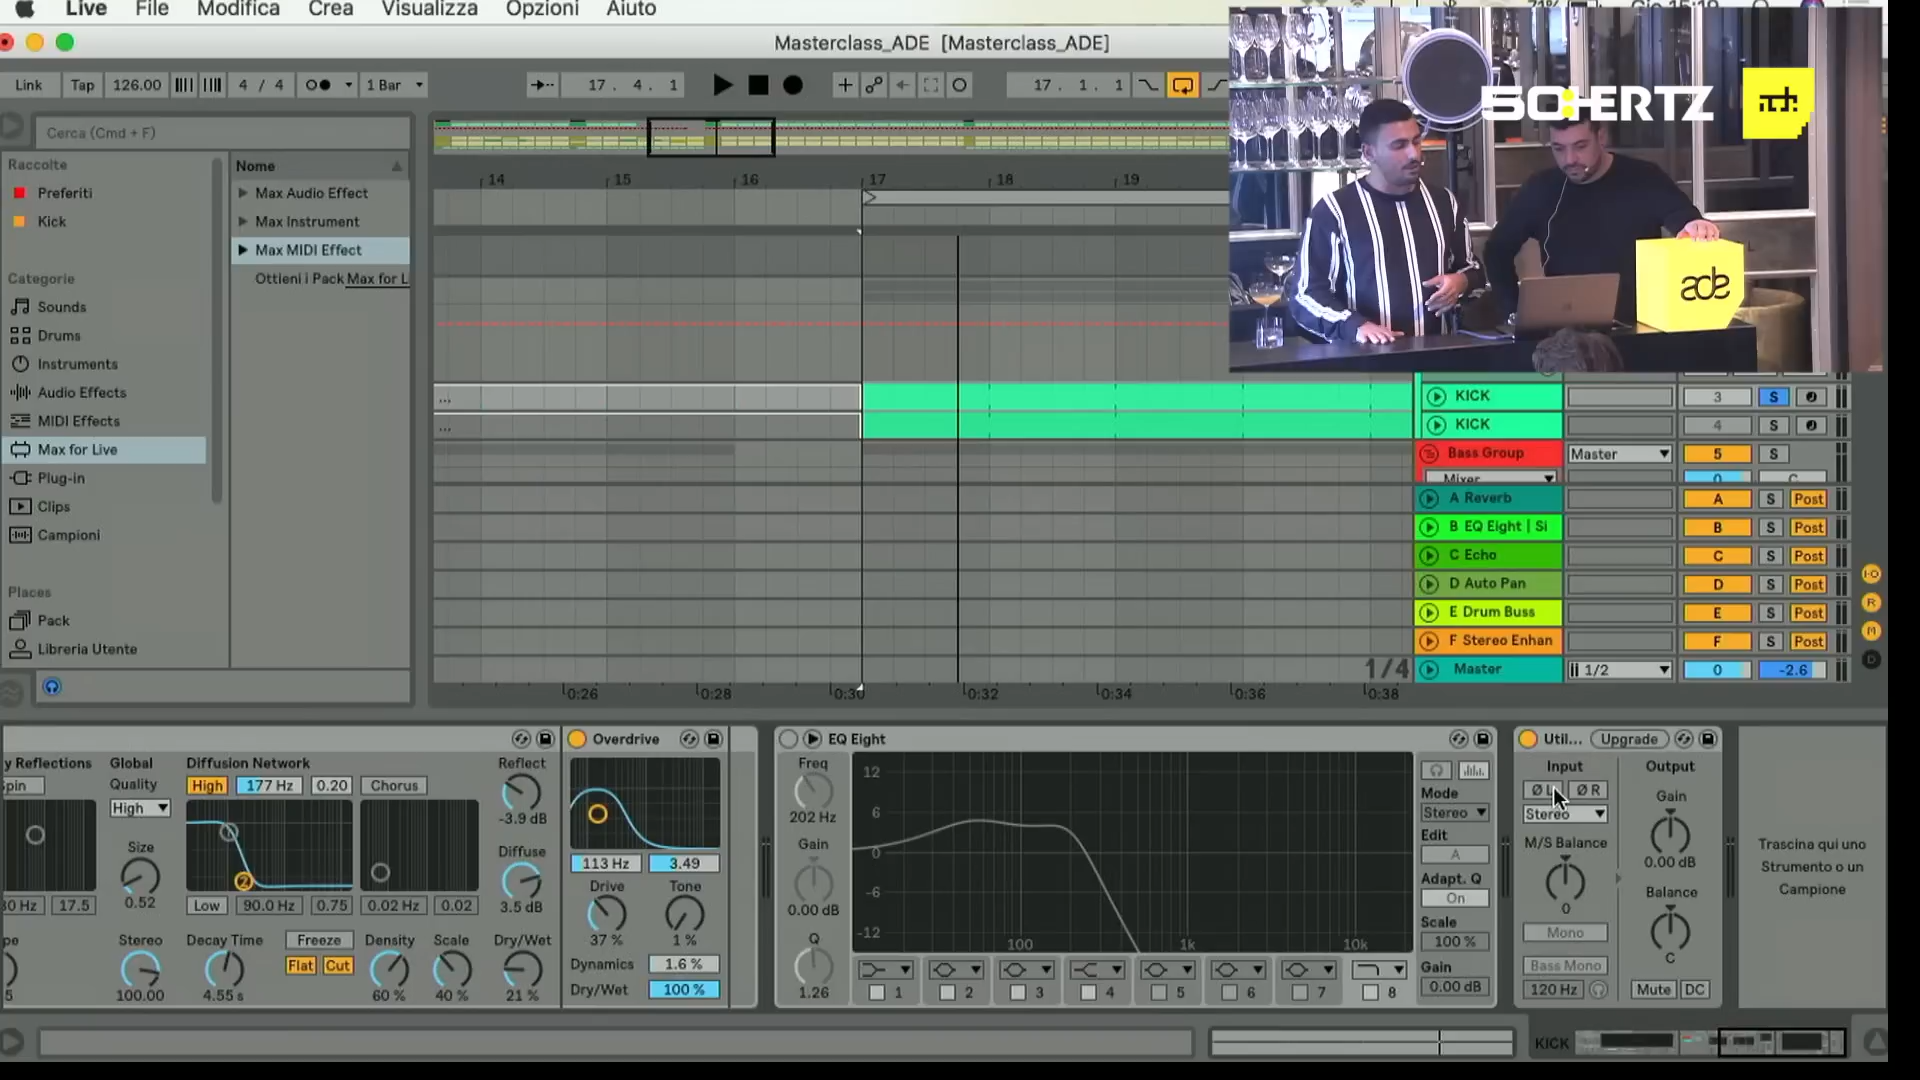 Live File Modifica Crea Visualizza Opzioni Aiuto
Masterclass_ADE [Masterclass_ADE]
Link Tap 126.00 4 / 4 1 Bar 17 . 4 . 1 17 . 1 . 1
50:HERTZ
ade
Cerca (Cmd + F)
Raccolte
Preferiti
Kick
Categorie
Sounds
Drums
Instruments
Audio Effects
MIDI Effects
Max for Live
Plug-in
Clips
Campioni
Places
Pack
Libreria Utente
Nome
Max Audio Effect
Max Instrument
Max MIDI Effect
Ottieni i Pack Max for L
14 15 16 17 18 19
...
...
0:26 0:28 0:30 0:32 0:34 0:36 0:38
1/4
KICK 3 S
KICK 4 S
Bass Group Master 5 S
Mixer 0 C
A Reverb A S Post
B EQ Eight | Si B S Post
C Echo C S Post
D Auto Pan D S Post
E Drum Buss E S Post
F Stereo Enhan F S Post
Master 1/2 0 -2.6
I·O
R
M
D
y Reflections
Spin
17.5
Global
Quality
High
Size
0.52
Stereo
100.00
Diffusion Network
High 177 Hz 0.20 Chorus
Low 90.0 Hz 0.75 0.02 Hz 0.02
Decay Time
4.55 s
Freeze
Flat Cut
Density
60 %
Scale
40 %
Reflect
-3.9 dB
Diffuse
3.5 dB
Dry/Wet
21 %
Overdrive
113 Hz 3.49
Drive Tone
37 % 1 %
Dynamics 1.6 %
Dry/Wet 100 %
EQ Eight
Freq
202 Hz
Gain
0.00 dB
Q
1.26
12
6
0
-6
-12
100 1k 10k
1 2 3 4 5 6 7 8
Mode
Stereo
Edit
A
Adapt. Q
On
Scale
100 %
Gain
0.00 dB
Util... Upgrade
Input
Ø L Ø R
Stereo
M/S Balance
0
Mono
Bass Mono
120 Hz
Output
Gain
0.00 dB
Balance
C
Mute DC
Trascina qui uno
Strumento o un
Campione
KICK